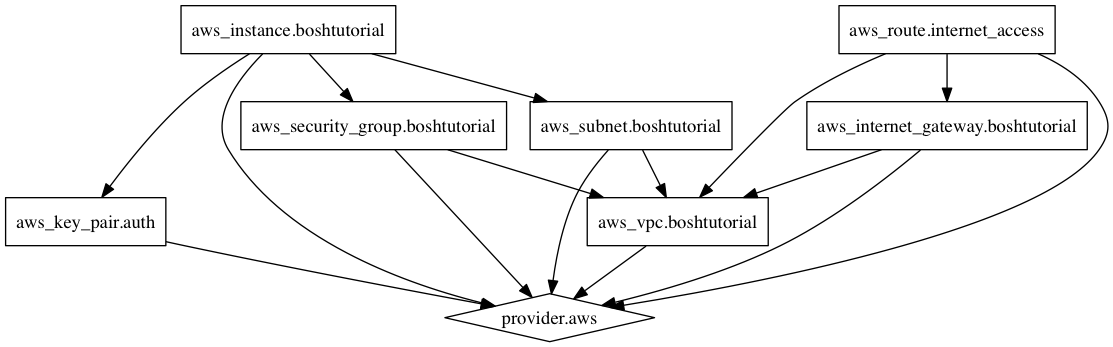 aws_instance.boshtutorial
aws_route.internet_access
aws_security_group.boshtutorial
aws_subnet.boshtutorial
aws_internet_gateway.boshtutorial
aws_key_pair.auth
aws_vpc.boshtutorial
provider.aws